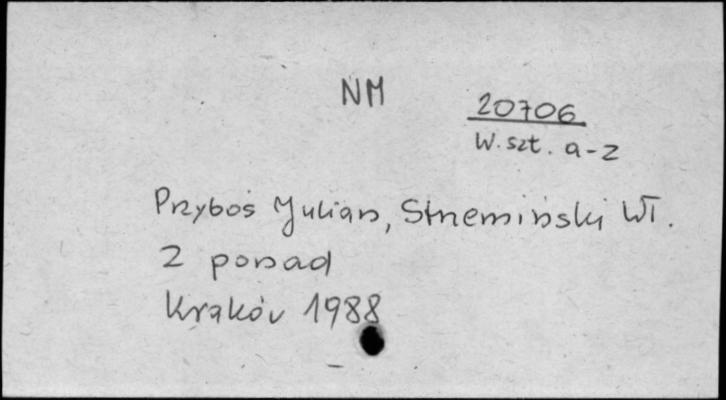 NM
20706
W. szt. a-z
Przyboś Julian, Strzemiński Wł.
Z ponad
Kraków 1988